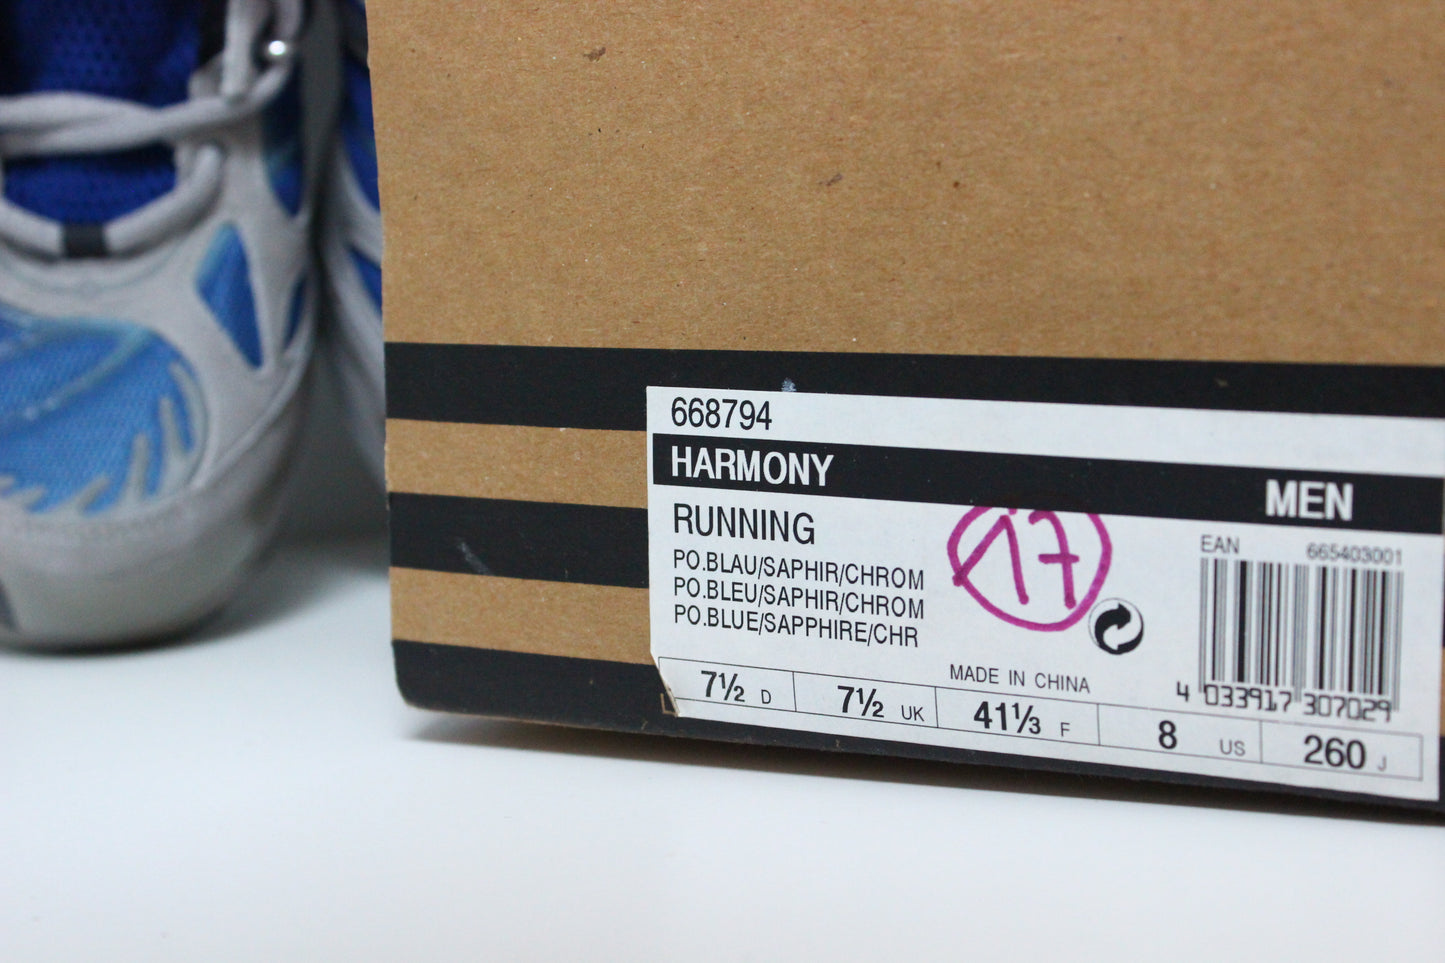 668794
HARMONY
MEN
RUNNING
17
EAN 665403001
PO.BLAU/SAPHIR/CHROM
PO.BLEU/SAPHIR/CHROM
PO.BLUE/SAPPHIRE/CHR
MADE IN CHINA
4 033917 307029
7½ D 7½ UK 41⅓ F 8 US 260 J